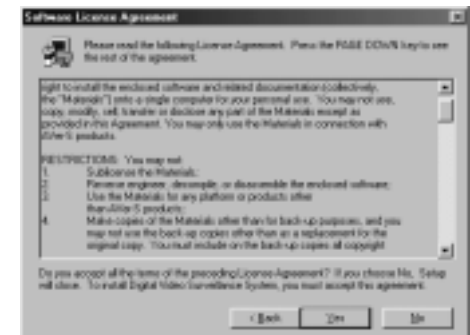 Software License Agreement
Please read the following License Agreement. Press the PAGE DOWN key to see
the rest of the agreement.
right to install the enclosed software and related documentation (collectively,
the "Materials") onto a single computer for your personal use. You may not use,
copy, modify, sell, transfer or disclose any part of the Materials except as
provided in this Agreement. You may only use the Materials in connection with
products.
RESTRICTIONS: You may not:
1. Sublicense the Materials;
2. Reverse engineer, decompile, or disassemble the enclosed software;
3. Use the Materials for any platform or products other
than products;
4. Make copies of the Materials other than for back-up purposes, and you
may not use the back-up copies other than as a replacement for the
original copy. You must include on the back-up copies all copyright
Do you accept all the terms of the preceding License Agreement? If you choose No, Setup
will close. To install Digital Video Surveillance System, you must accept this agreement.
< Back
Yes
No